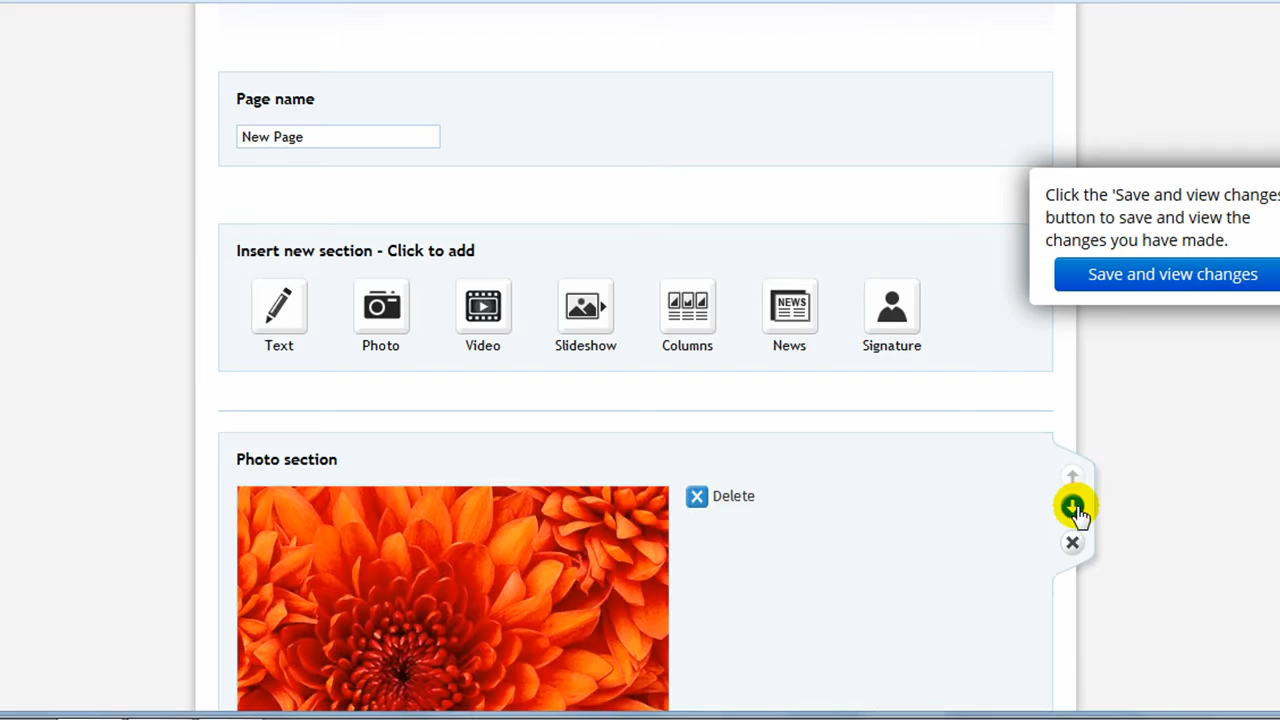 Page name
New Page
Click the 'Save and view changes
button to save and view the
changes you have made.
Save and view changes
Insert new section - Click to add
NEWS
Text
Photo
Video
Slideshow
Columns
News
Signature
Photo section
Delete